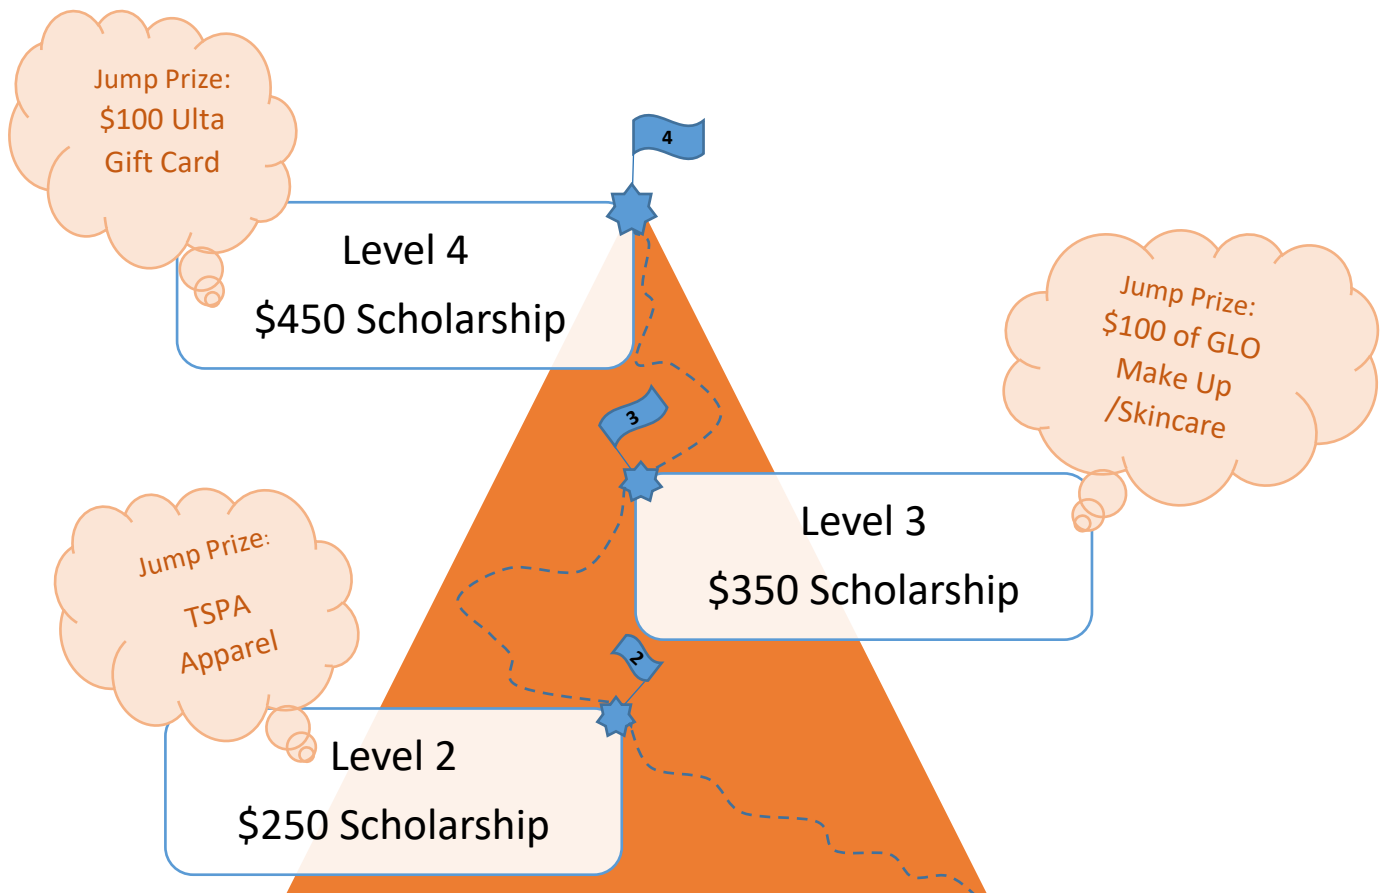 Jump Prize:
$100 Ulta
Gift Card
4
Level 4
$450 Scholarship
Jump Prize:
$100 of GLO
Make Up
/Skincare
3
Level 3
$350 Scholarship
Jump Prize:
TSPA
Apparel
2
Level 2
$250 Scholarship